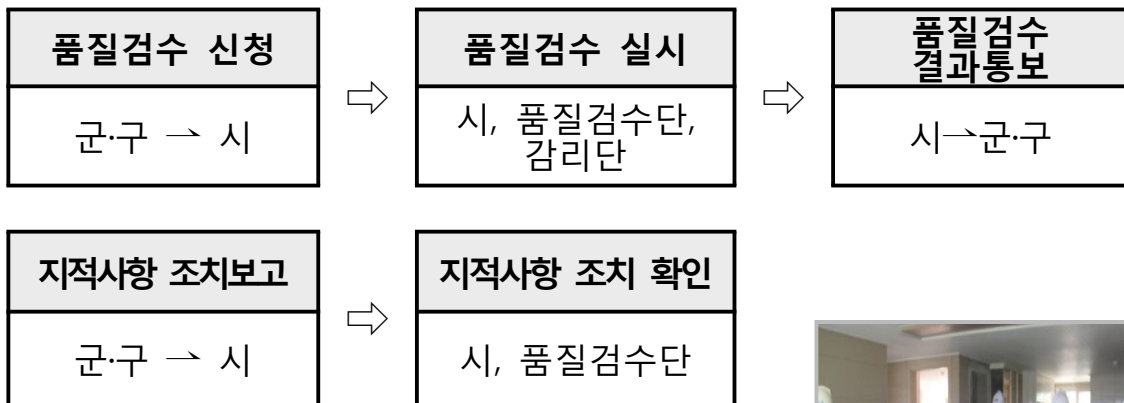 품질검수 신청
군·구 → 시
⇨
품질검수 실시
시, 품질검수단,
감리단
⇨
품질검수
결과통보
시→군·구
지적사항 조치보고
군·구 → 시
⇨
지적사항 조치 확인
시, 품질검수단